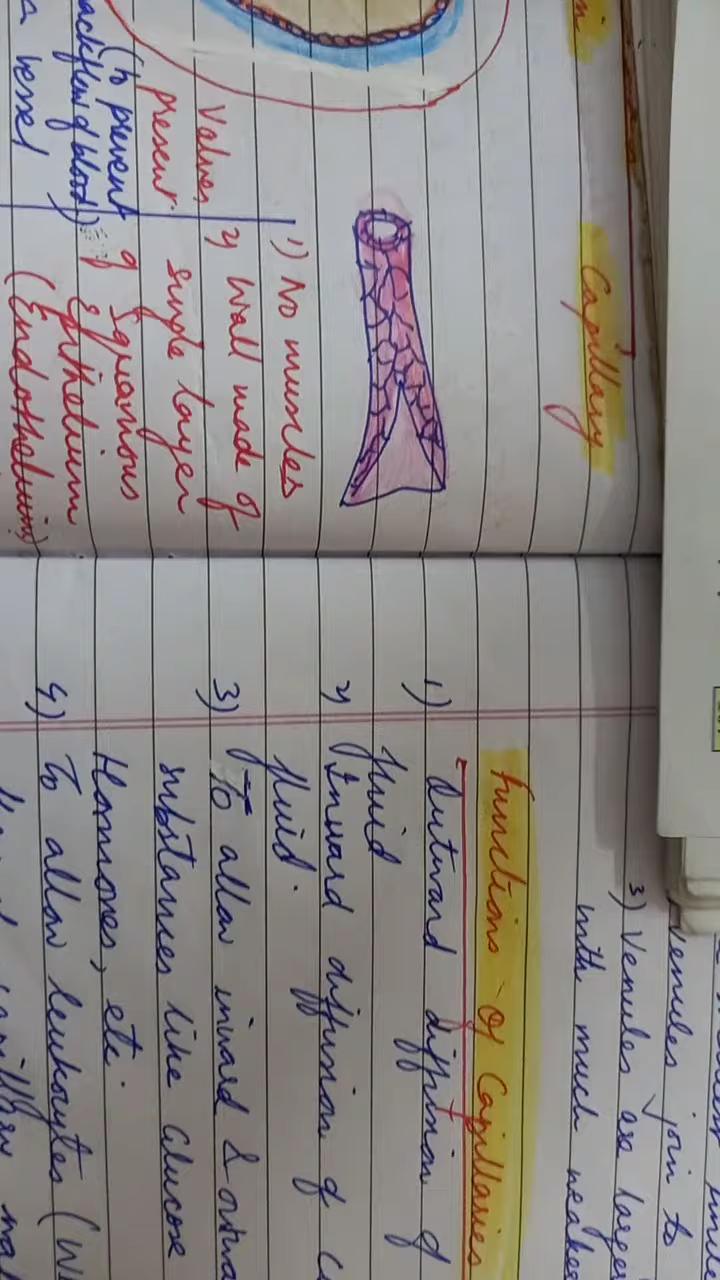 Capillary
Valves
present.
(to prevent
backflow of blood)
a vessel
1) No muscles
2) Wall made of
single layer
of Squamous
Epithelium
(Endothelium)
venules join to
3) Venules are larger
with much weaker
Functions of Capillaries
1) Outward diffusion of
fluid
2) Inward diffusion of
fluid.
3) To allow inward &
substances like Glucose
Hormones, etc.
4) To allow leukocytes (W